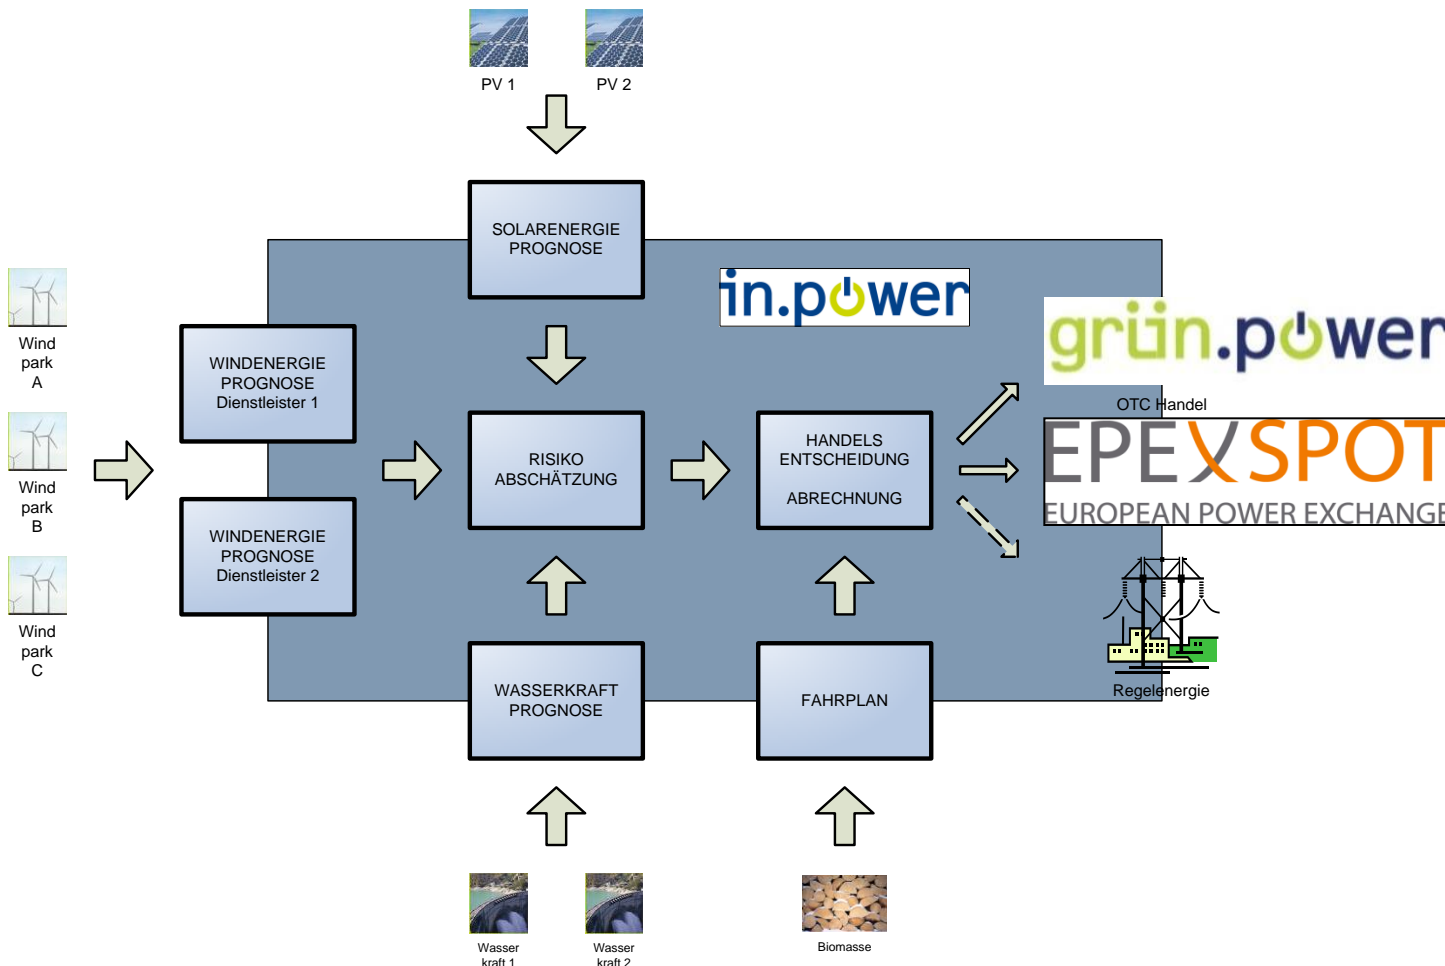 PV 1
PV 2
SOLARENERGIE
PROGNOSE
in.power
grün.power
Wind
park
A
WINDENERGIE
PROGNOSE
Dienstleister 1
OTC Handel
EPEXSPOT
EUROPEAN POWER EXCHANGE
Wind
park
B
RISIKO
ABSCHÄTZUNG
HANDELS
ENTSCHEIDUNG
ABRECHNUNG
WINDENERGIE
PROGNOSE
Dienstleister 2
Wind
park
C
WASSERKRAFT
PROGNOSE
FAHRPLAN
Regelenergie
Wasser
kraft 1
Wasser
kraft 2
Biomasse